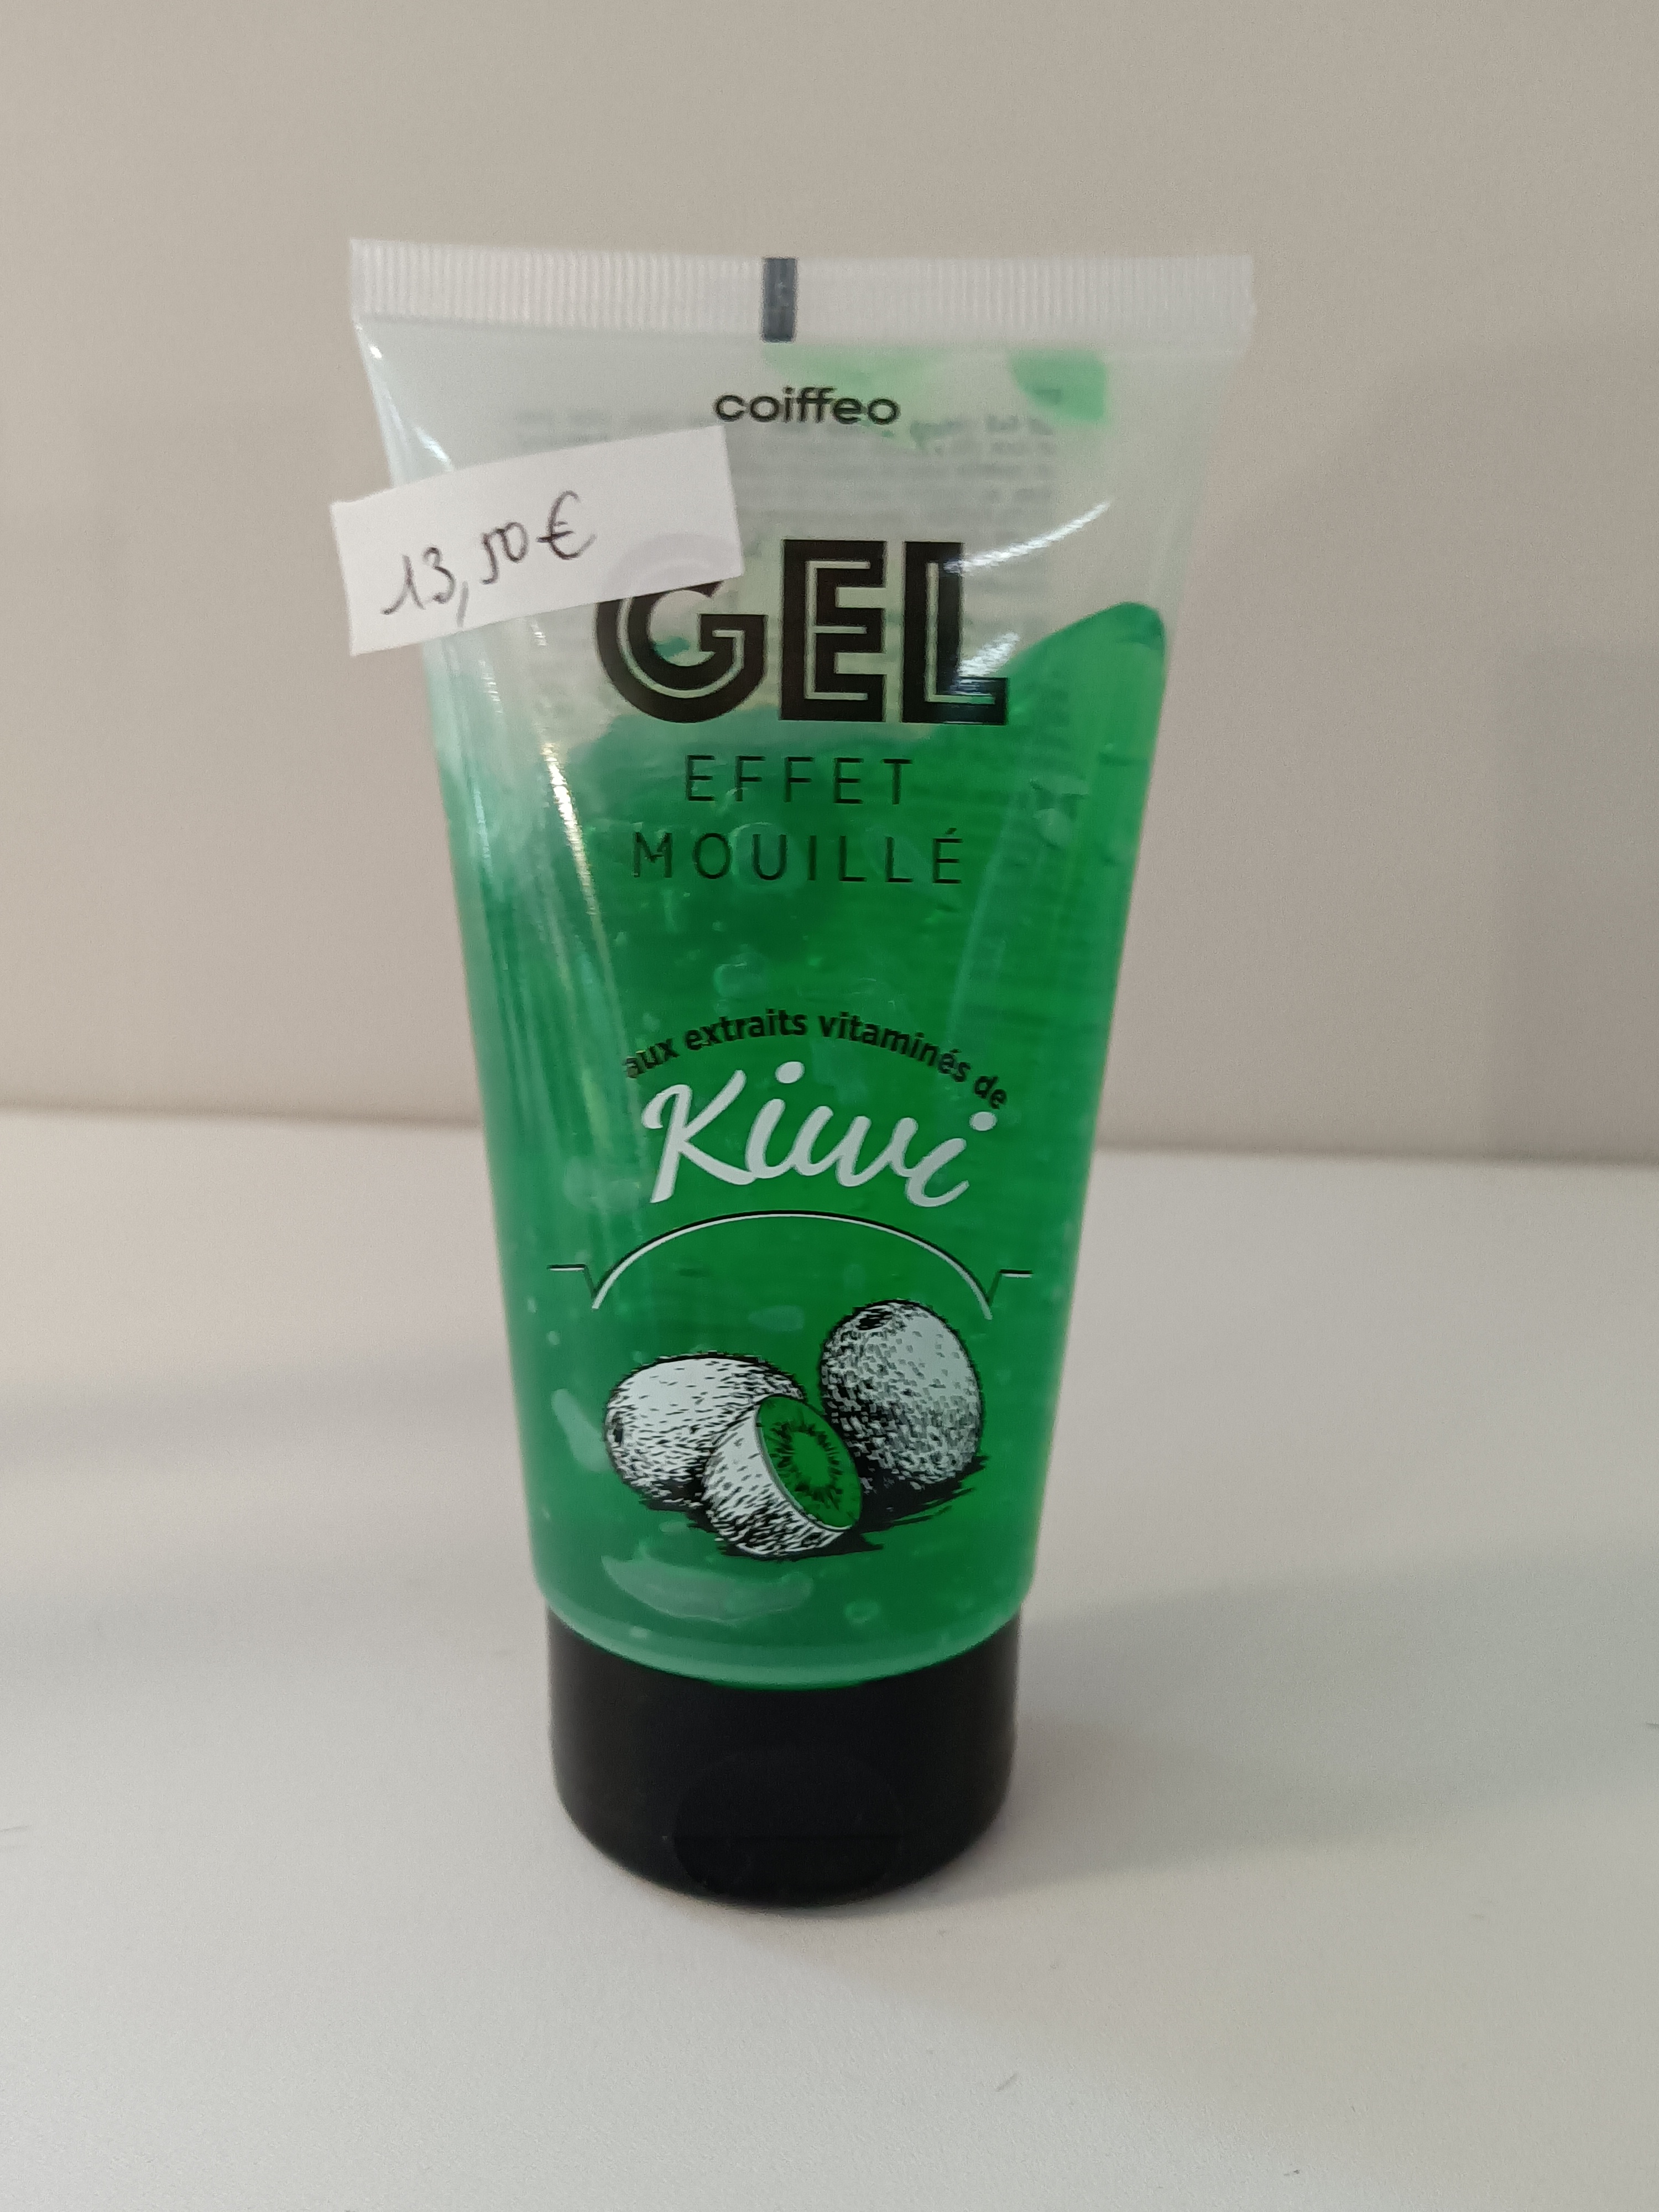 coiffeo
13,50€
GEL
EFFET
MOUILLÉ
aux extraits vitaminés de
Kiwi